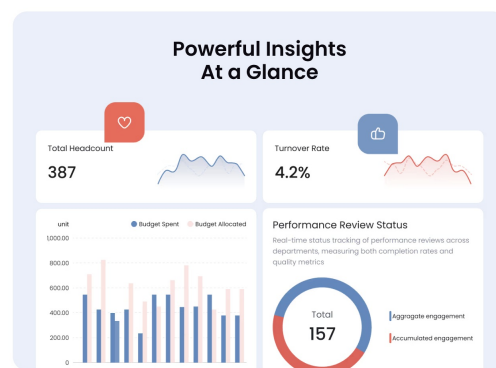 Powerful Insights
At a Glance
Total Headcount
387
Turnover Rate
4.2%
unit
Budget Spent
Budget Allocated
1,000.00
800.00
600.00
400.00
200.00
0
Performance Review Status
Real-time status tracking of performance reviews across
departments, measuring both completion rates and
quality metrics
Total
157
Aggragate engagement
Accumulated engagement